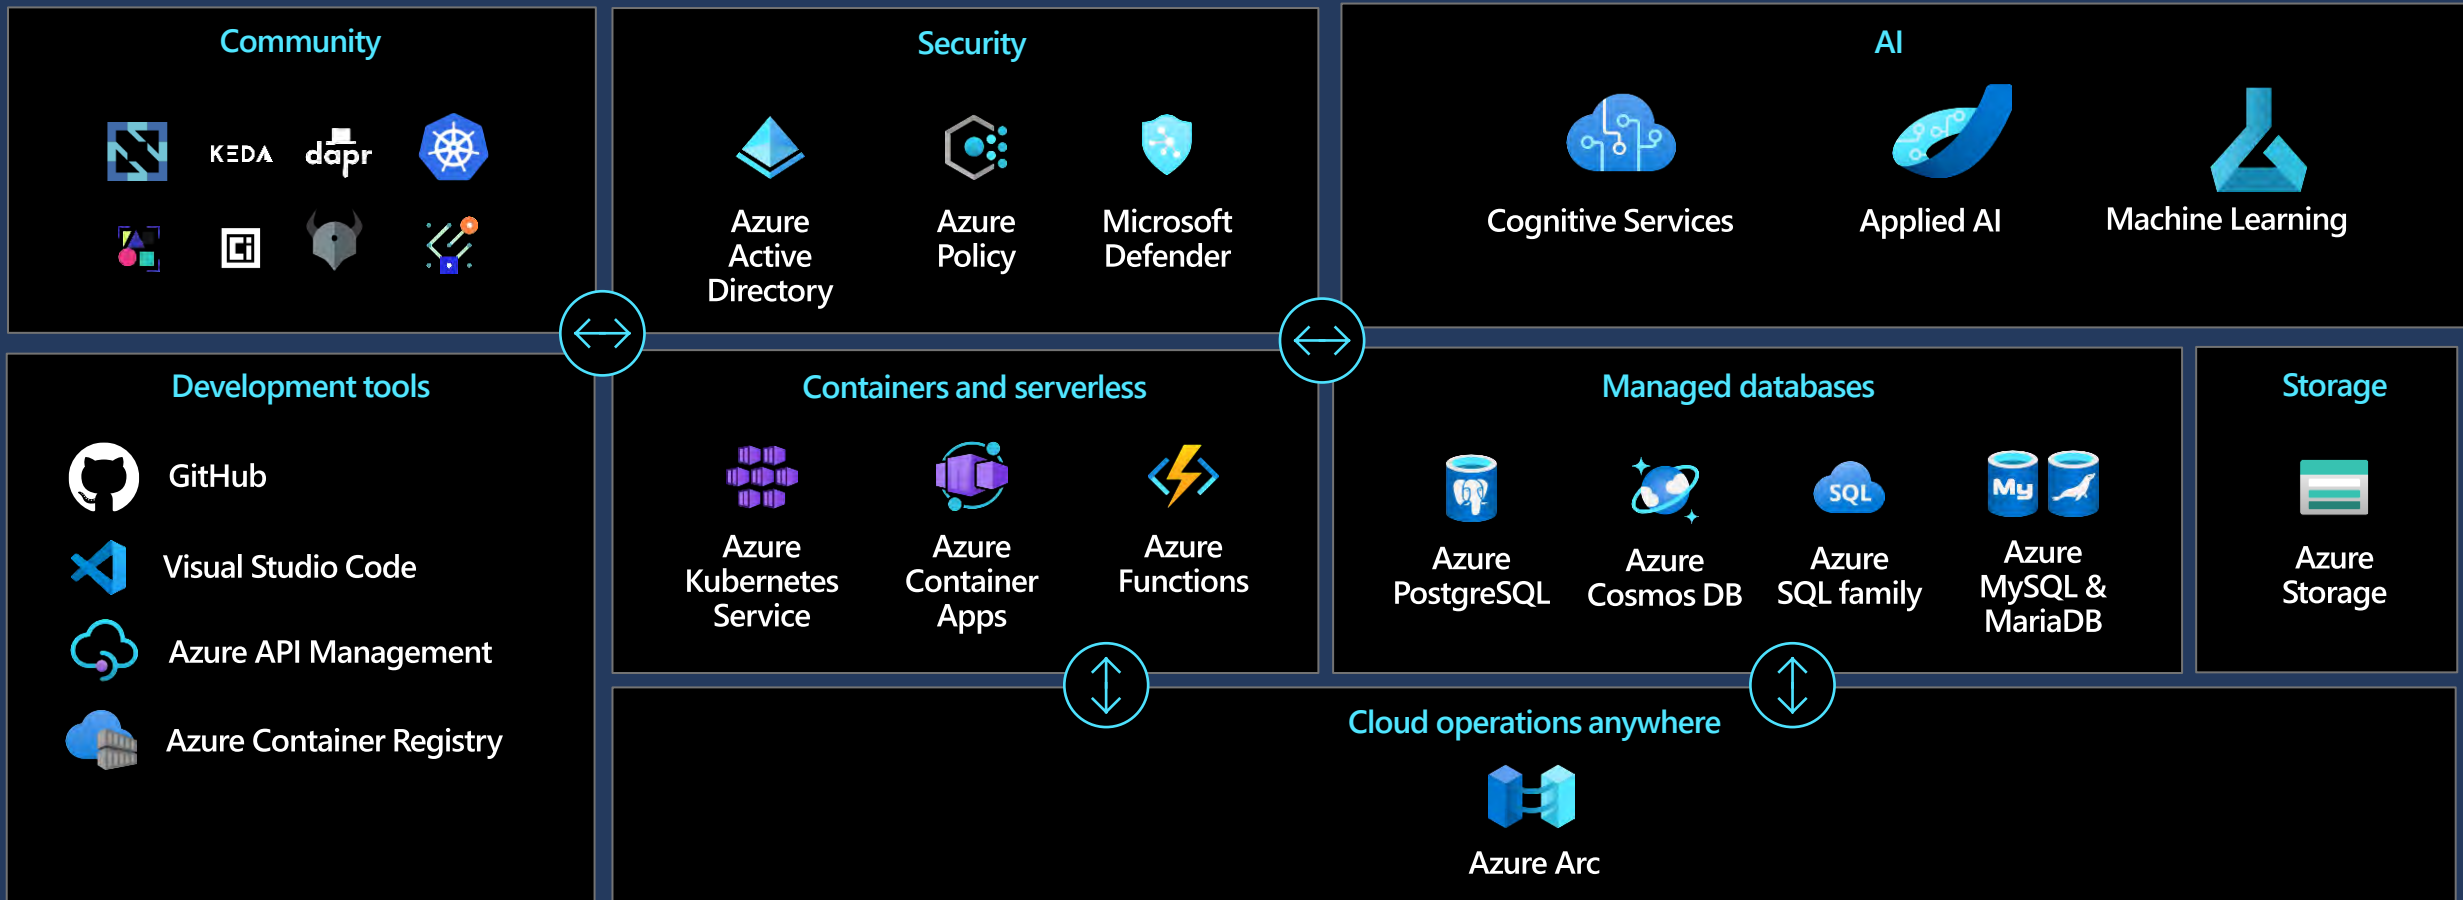 Community
KEDA
dapr
Security
Azure
Active
Directory
Azure
Policy
Microsoft
Defender
AI
Cognitive Services
Applied AI
Machine Learning
Development tools
GitHub
Visual Studio Code
Azure API Management
Azure Container Registry
Containers and serverless
Azure
Kubernetes
Service
Azure
Container
Apps
Azure
Functions
Managed databases
Azure
PostgreSQL
Azure
Cosmos DB
SQL
Azure
SQL family
My
Azure
MySQL &
MariaDB
Storage
Azure
Storage
Cloud operations anywhere
Azure Arc